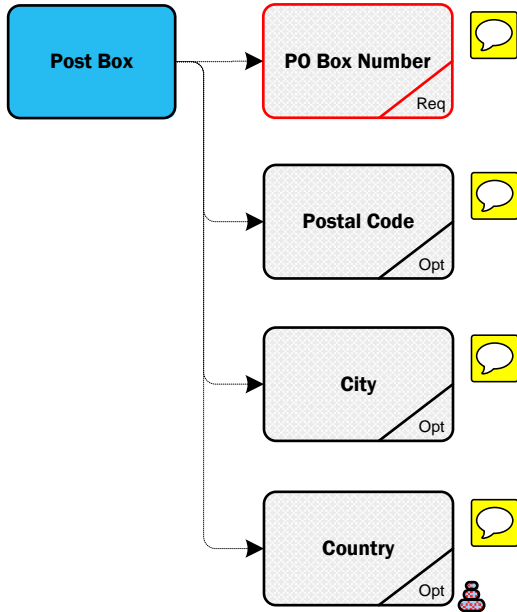 Post Box
PO Box Number
Req
Postal Code
Opt
City
Opt
Country
Opt